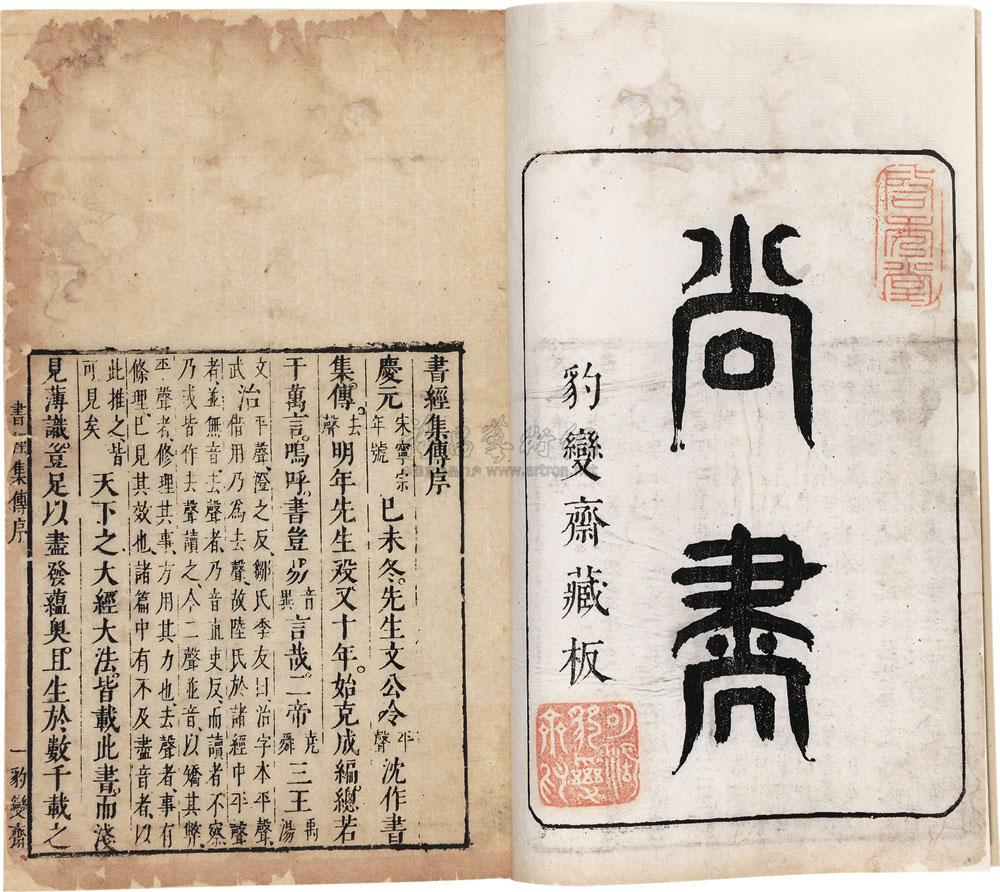 尚書
豹變齋藏板
書經集傳序
慶元宋寧宗年號己未冬。先生文公令平聲沈作書
集傳。去聲明年先生歿又十年。始克成編。總若
干萬言。嗚呼。書豈易音異言哉。二帝堯舜三王禹湯
文武治平聲、澄之反、鄒氏季友曰、治字本平聲、
借用乃爲去聲、故陸氏於諸經中平聲
者、並無音、去聲者、乃音直吏反、而讀者不察、
乃或皆作去聲讀之、今二聲並音、以矯其弊、
平聲者、修理其事、方用其力也、去聲者、事有
條理、已見其效也、諸篇中有不及盡音者、以
此推之、皆可見矣天下之大經大法。皆載此書。而淺
見薄識。豈足以盡發蘊奧。且生於數千載之
書經集傳序 一 豹變齋
www.artron.net